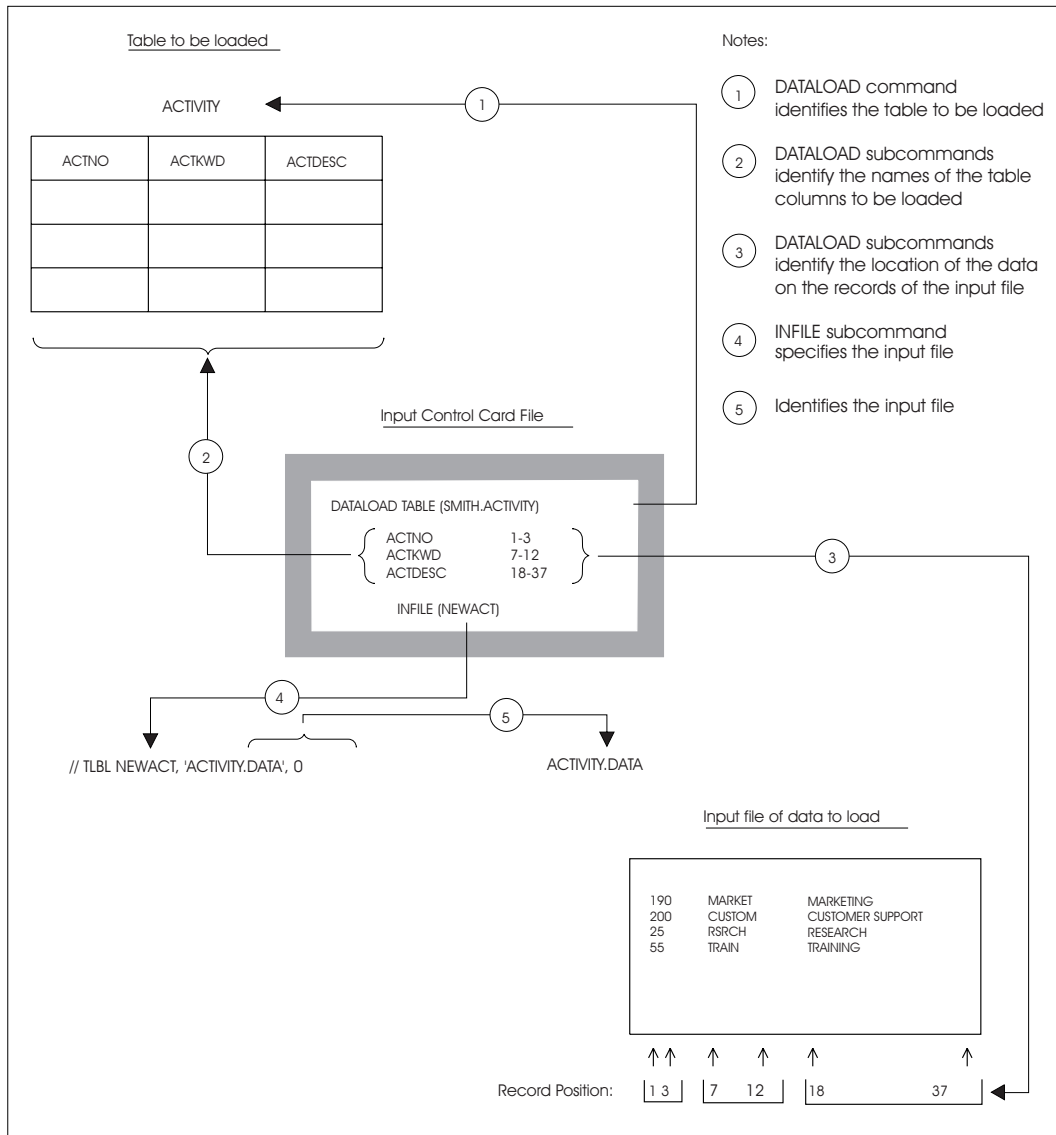 Table to be loaded
ACTIVITY
1
ACTNO ACTKWD ACTDESC
2
Notes:
1 DATALOAD command
identifies the table to be loaded
2 DATALOAD subcommands
identify the names of the table
columns to be loaded
3 DATALOAD subcommands
identify the location of the data
on the records of the input file
4 INFILE subcommand
specifies the input file
5 Identifies the input file
Input Control Card File
DATALOAD TABLE (SMITH.ACTIVITY)
ACTNO 1-3
ACTKWD 7-12
ACTDESC 18-37
INFILE (NEWACT)
3
4
5
// TLBL NEWACT, 'ACTIVITY.DATA', 0
ACTIVITY.DATA
Input file of data to load
190 MARKET MARKETING
200 CUSTOM CUSTOMER SUPPORT
25 RSRCH RESEARCH
55 TRAIN TRAINING
Record Position: 1 3 7 12 18 37